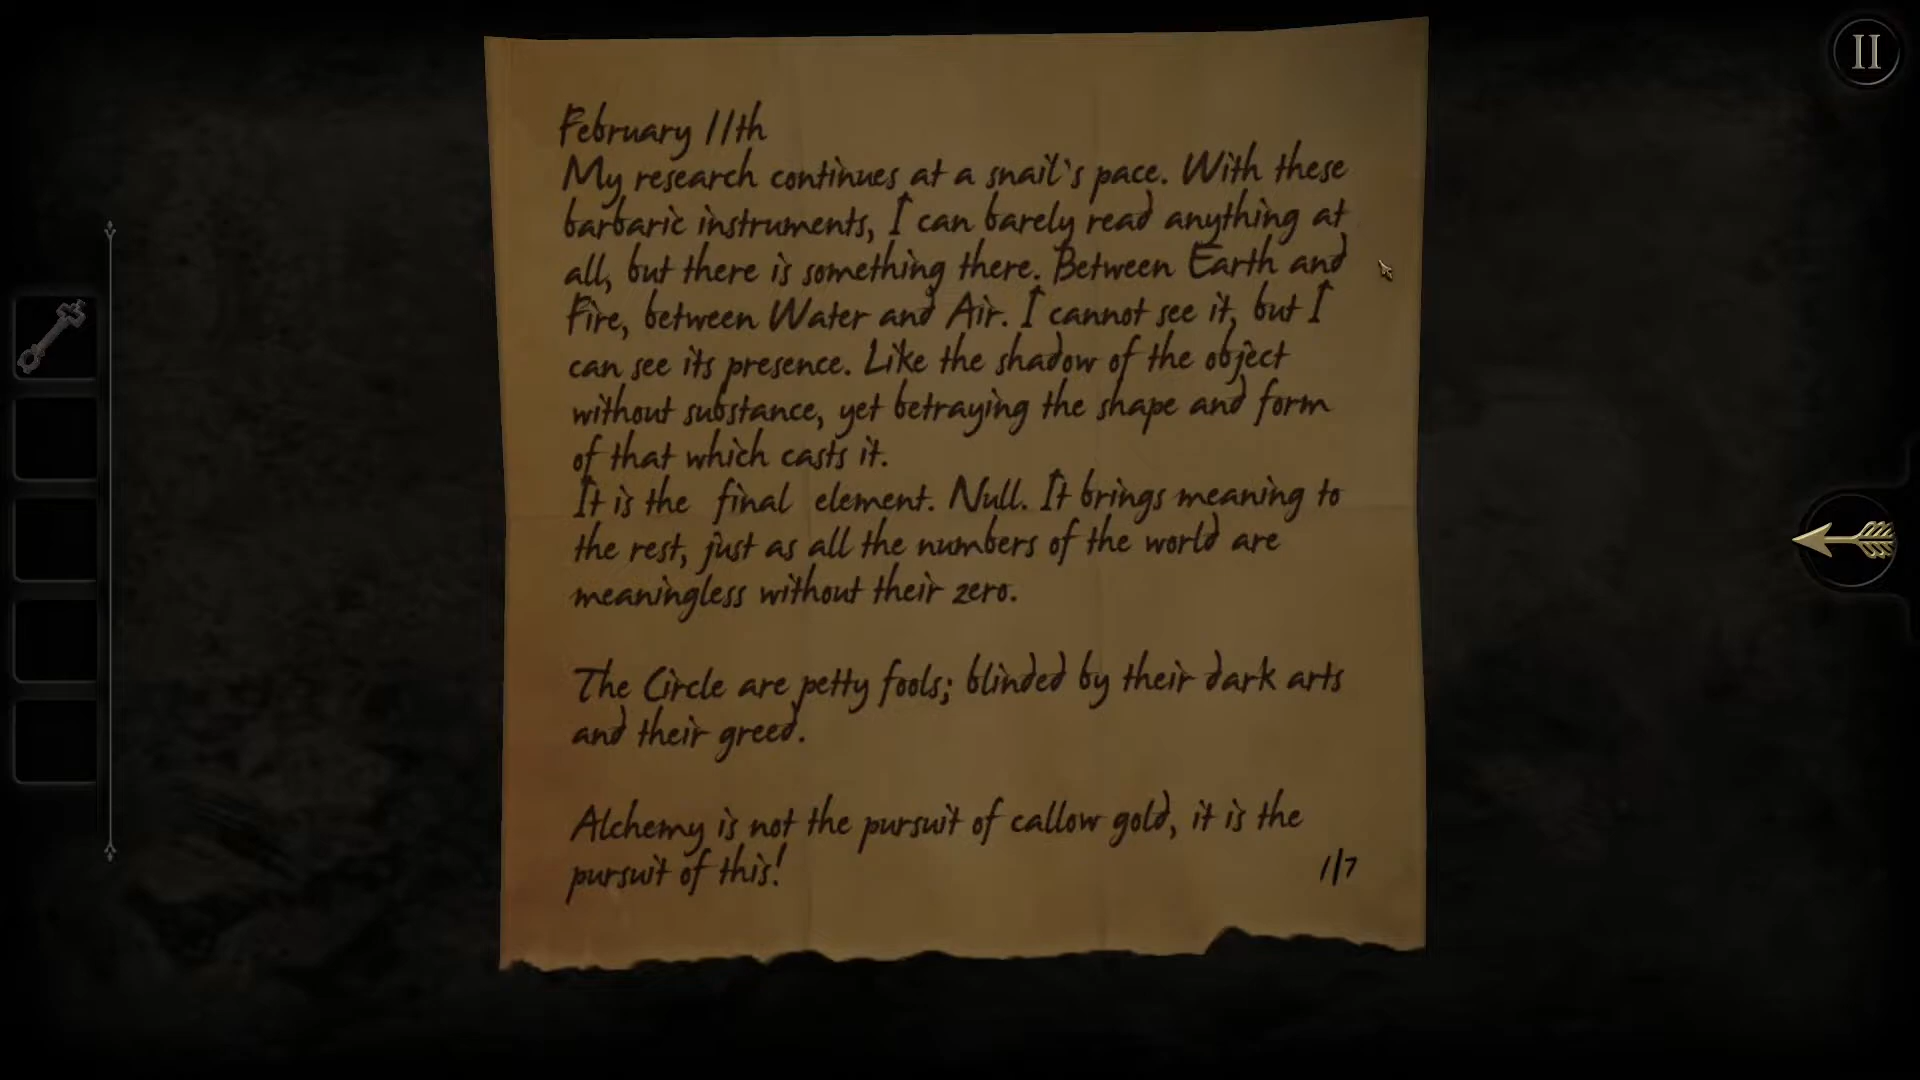 February 11th
My research continues at a snail's pace. With these
barbaric instruments, I can barely read anything at
all, but there is something there. Between Earth and
Fire, between Water and Air. I cannot see it, but I
can see its presence. Like the shadow of the object
without substance, yet betraying the shape and form
of that which casts it.
It is the final element. Null. It brings meaning to
the rest, just as all the numbers of the world are
meaningless without their zero.
The Circle are petty fools; blinded by their dark arts
and their greed.
Alchemy is not the pursuit of callow gold, it is the
pursuit of this!
1/7